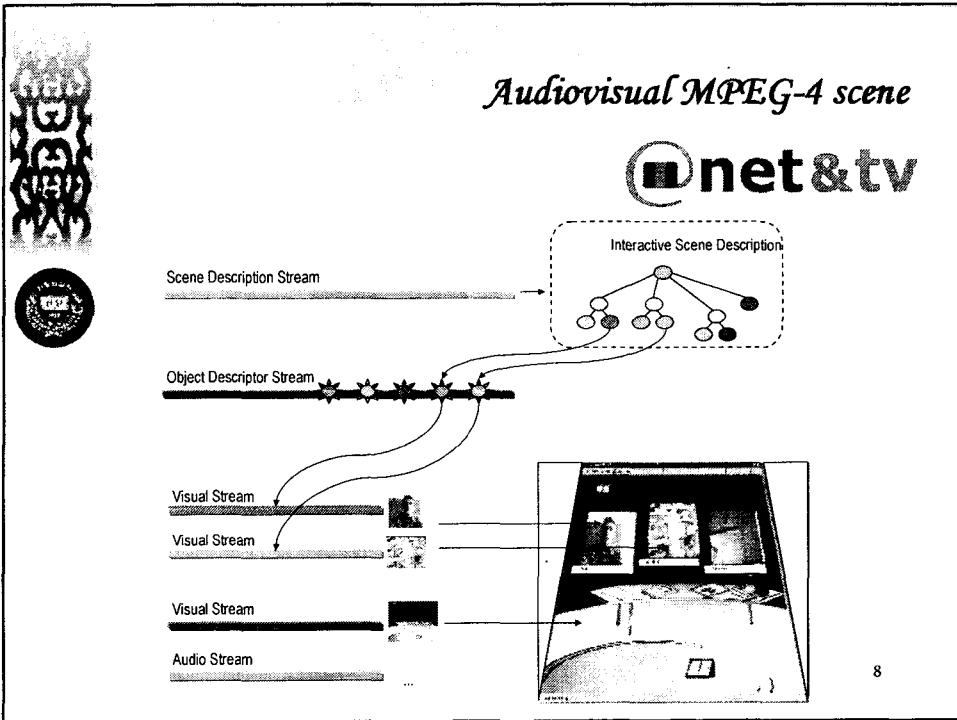 Audiovisual MPEG-4 scene
@net&tv
Interactive Scene Description
Scene Description Stream
Object Descriptor Stream
Visual Stream
Visual Stream
Visual Stream
Audio Stream
...
8